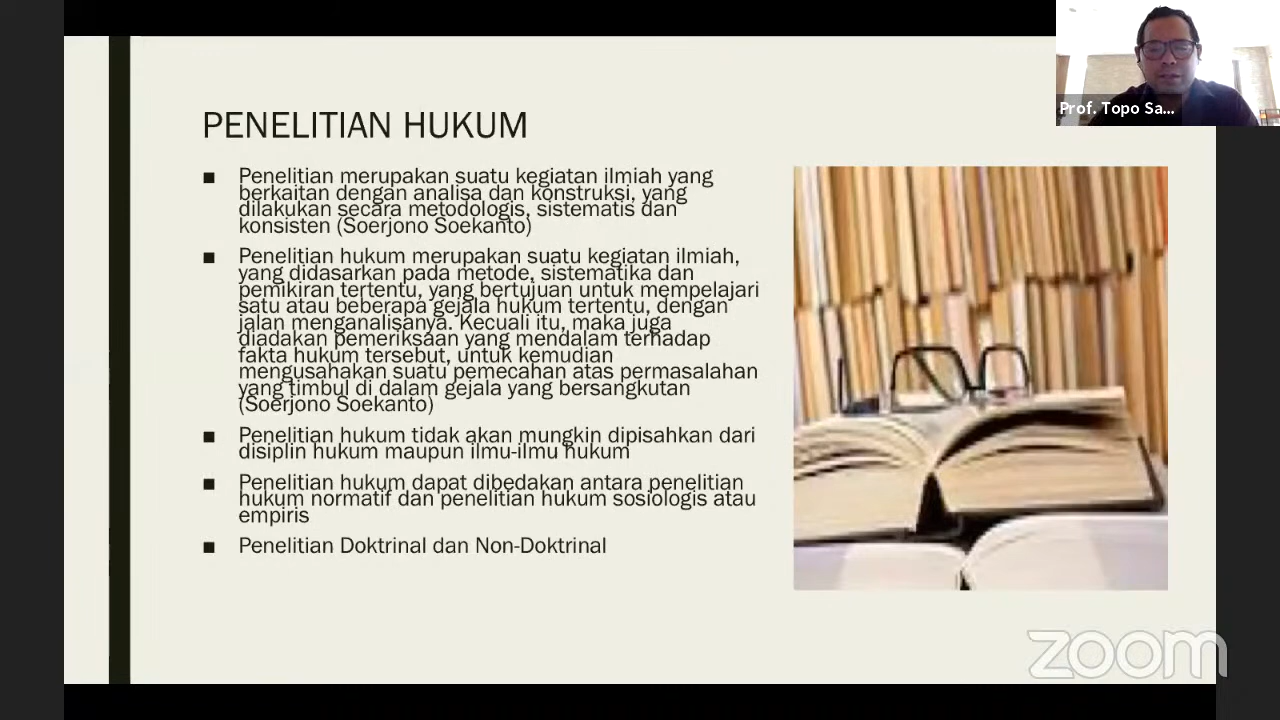 Prof. Topo Sa...
PENELITIAN HUKUM
■ Penelitian merupakan suatu kegiatan ilmiah yang
berkaitan dengan analisa dan konstruksi, yang
dilakukan secara metodologis, sistematis dan
konsisten (Soerjono Soekanto)
■ Penelitian hukum merupakan suatu kegiatan ilmiah,
yang didasarkan pada metode, sistematika dan
pemikiran tertentu, yang bertujuan untuk mempelajari
satu atau beberapa gejala hukum tertentu, dengan
jalan menganalisanya. Kecuali itu, maka juga
diadakan pemeriksaan yang mendalam terhadap
fakta hukum tersebut, untuk kemudian
mengusahakan suatu pemecahan atas permasalahan
yang timbul di dalam gejala yang bersangkutan
(Soerjono Soekanto)
■ Penelitian hukum tidak akan mungkin dipisahkan dari
disiplin hukum maupun ilmu-ilmu hukum
■ Penelitian hukum dapat dibedakan antara penelitian
hukum normatif dan penelitian hukum sosiologis atau
empiris
■ Penelitian Doktrinal dan Non-Doktrinal
zoom